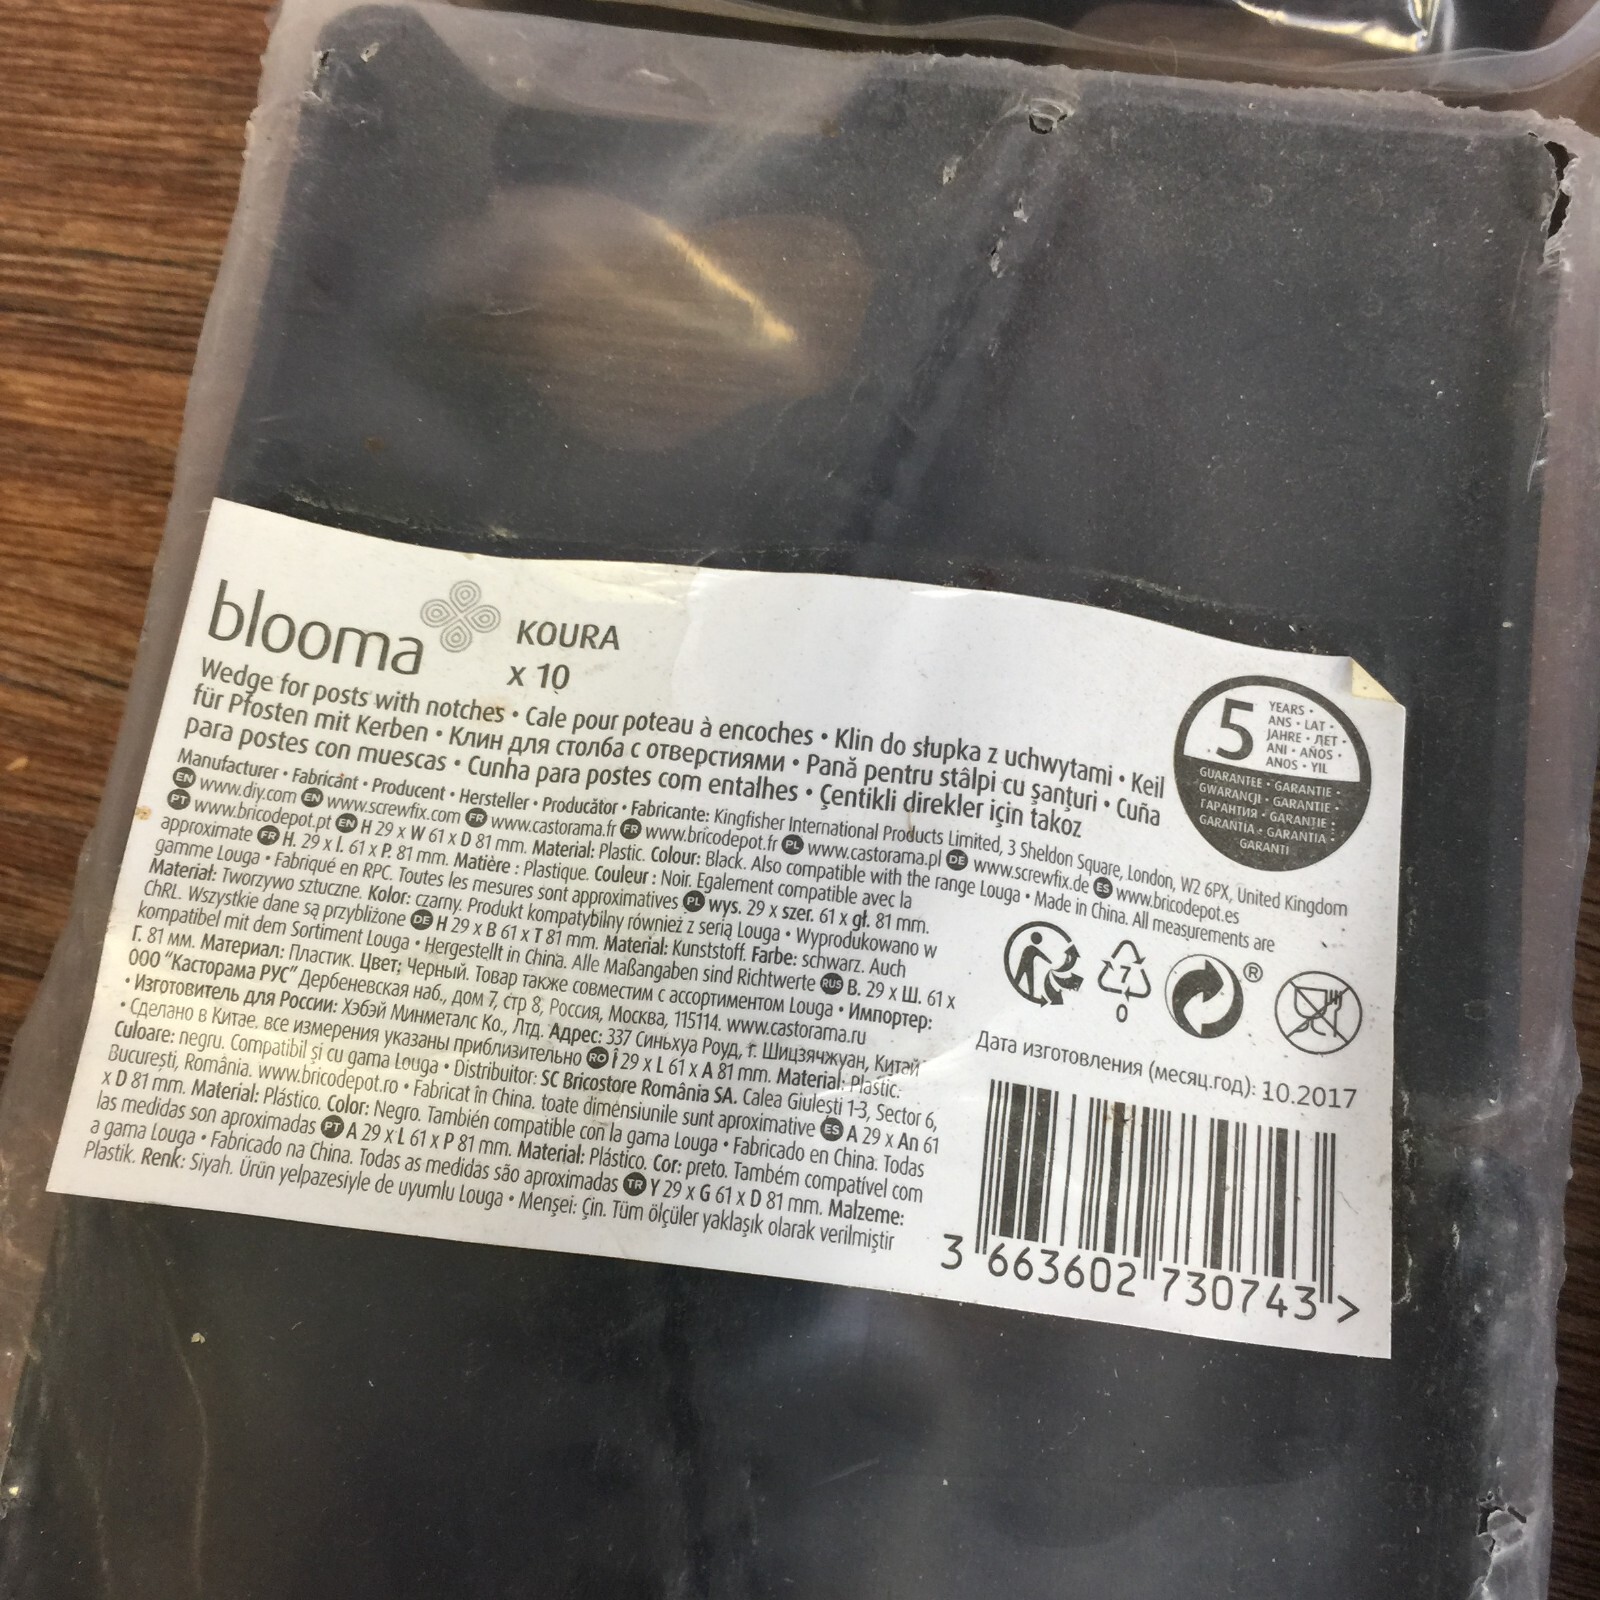 blooma KOURA
x 10
Wedge for posts with notches • Cale pour poteau à encoches • Klin do słupka z uchwytami • Keil
für Pfosten mit Kerben • Клин для столба с отверстиями • Pană pentru stâlpi cu şanţuri • Cuña
para postes con muescas • Cunha para postes com entalhes • Çentikli direkler için takoz
Manufacturer • Fabricant • Producent • Hersteller • Producător • Fabricante: Kingfisher International Products Limited, 3 Sheldon Square, London, W2 6PX, United Kingdom
EN www.diy.com EN www.screwfix.com FR www.castorama.fr FR www.bricodepot.fr PL www.castorama.pl DE www.screwfix.de ES www.bricodepot.es
PT www.bricodepot.pt EN H 29 x W 61 x D 81 mm. Material: Plastic. Colour: Black. Also compatible with the range Louga • Made in China. All measurements are
approximate FR H. 29 x l. 61 x P. 81 mm. Matière : Plastique. Couleur : Noir. Egalement compatible avec la
gamme Louga • Fabriqué en RPC. Toutes les mesures sont approximatives PL wys. 29 x szer. 61 x gł. 81 mm.
Materiał: Tworzywo sztuczne. Kolor: czarny. Produkt kompatybilny również z serią Louga • Wyprodukowano w
ChRL. Wszystkie dane są przybliżone DE H 29 x B 61 x T 81 mm. Material: Kunststoff. Farbe: schwarz. Auch
kompatibel mit dem Sortiment Louga • Hergestellt in China. Alle Maßangaben sind Richtwerte RUS В. 29 x Ш. 61 x
Г. 81 мм. Материал: Пластик. Цвет: Черный. Товар также совместим с ассортиментом Louga • Импортер:
ООО "Касторама РУС" Дербеневская наб., дом 7, стр 8, Россия, Москва, 115114. www.castorama.ru
• Изготовитель для России: Хэбэй Минметалс Ко., Лтд. Адрес: 337 Синьхуа Роуд, г. Шицзячжуан, Китай
• Сделано в Китае. все измерения указаны приблизительно RO Î 29 x L 61 x A 81 mm. Material: Plastic.
Culoare: negru. Compatibil şi cu gama Louga • Distribuitor: SC Bricostore România SA. Calea Giuleşti 1-3, Sector 6,
Bucureşti, România. www.bricodepot.ro • Fabricat în China. toate dimensiunile sunt aproximative ES A 29 x An 61
x D 81 mm. Material: Plástico. Color: Negro. También compatible con la gama Louga • Fabricado en China. Todas
las medidas son aproximadas PT A 29 x L 61 x P 81 mm. Material: Plástico. Cor: preto. Também compatível com
a gama Louga • Fabricado na China. Todas as medidas são aproximadas TR Y 29 x G 61 x D 81 mm. Malzeme:
Plastik. Renk: Siyah. Ürün yelpazesiyle de uyumlu Louga • Menşei: Çin. Tüm ölçüler yaklaşık olarak verilmiştir
5 YEARS •
ANS • LAT •
JAHRE • ЛЕТ •
ANI • AÑOS •
ANOS • YIL
GUARANTEE • GARANTIE •
GWARANCJI • GARANTIE •
ГАРАНТИЯ • GARANTIE •
GARANTÍA • GARANTIA •
GARANTI
7
0
®
Дата изготовления (месяц.год): 10.2017
3 663602 730743 >